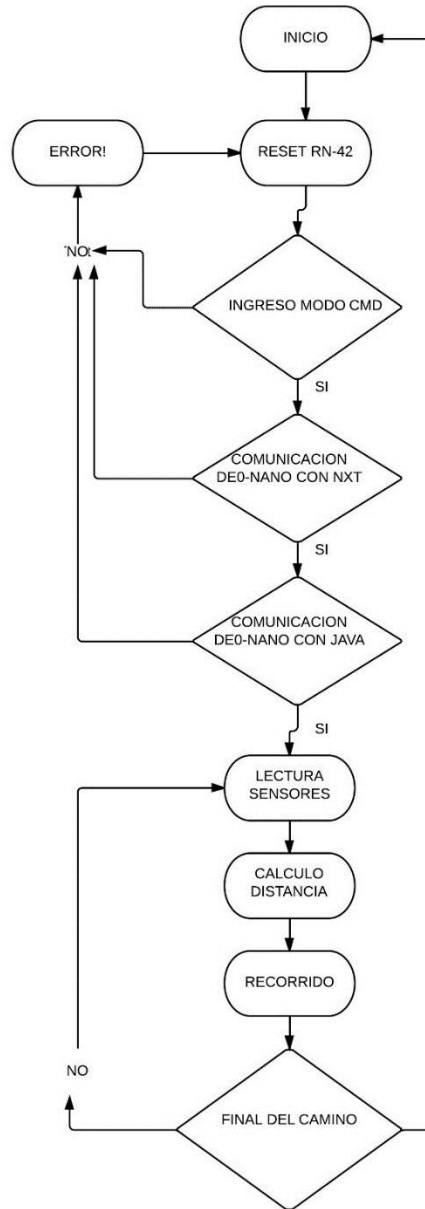 INICIO
ERROR!
RESET RN-42
NO
INGRESO MODO CMD
SI
COMUNICACION
DE0-NANO CON NXT
SI
COMUNICACION
DE0-NANO CON JAVA
SI
LECTURA
SENSORES
CALCULO
DISTANCIA
RECORRIDO
NO
FINAL DEL CAMINO